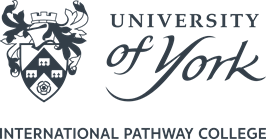 UNIVERSITY
of York
INTERNATIONAL PATHWAY COLLEGE